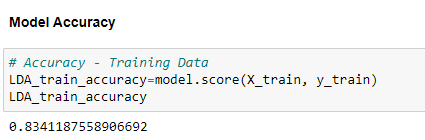 Model Accuracy
# Accuracy - Training Data
LDA_train_accuracy=model.score(X_train, y_train)
LDA_train_accuracy
0.8341187558906692